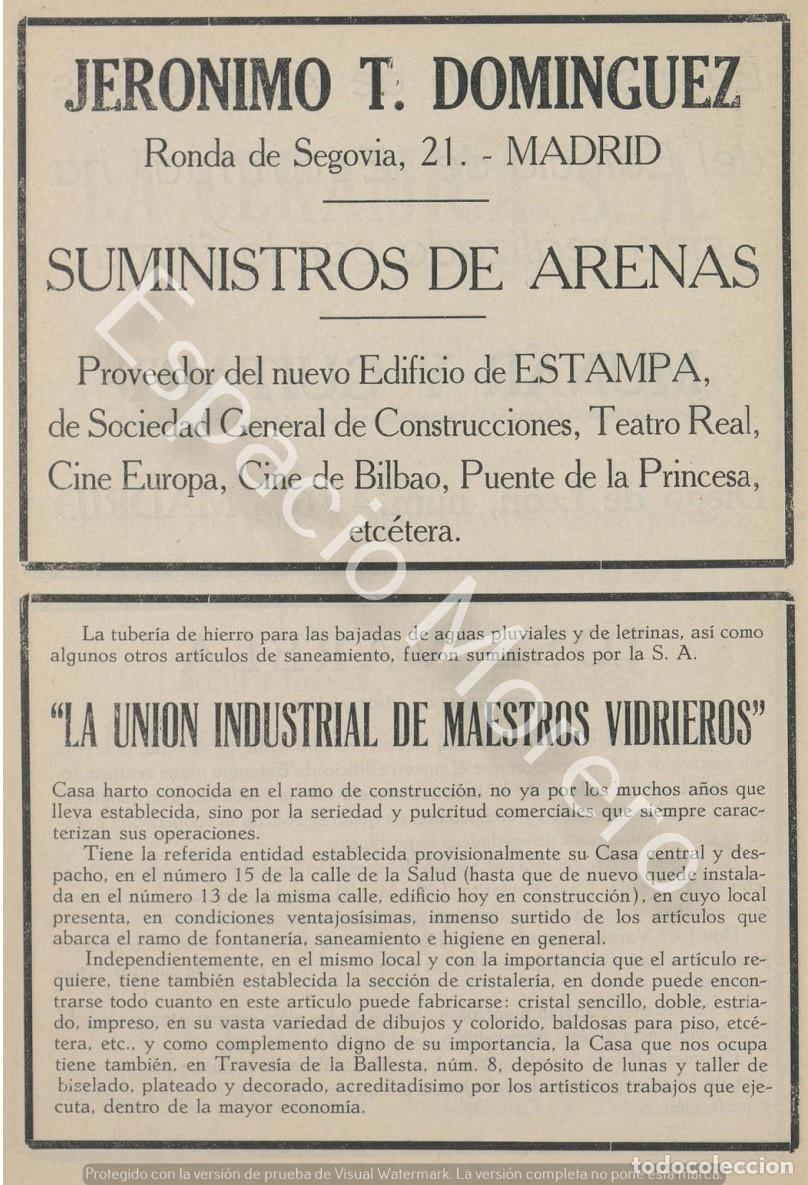 JERONIMO T. DOMINGUEZ
Ronda de Segovia, 21. - MADRID
SUMINISTROS DE ARENAS
Proveedor del nuevo Edificio de ESTAMPA,
de Sociedad General de Construcciones, Teatro Real,
Cine Europa, Cine de Bilbao, Puente de la Princesa,
etcétera.
La tubería de hierro para las bajadas de aguas pluviales y de letrinas, así como
algunos otros artículos de saneamiento, fueron suministrados por la S. A.
"LA UNION INDUSTRIAL DE MAESTROS VIDRIEROS"
Casa harto conocida en el ramo de construcción, no ya por los muchos años que
lleva establecida, sino por la seriedad y pulcritud comerciales que siempre carac-
terizan sus operaciones.
Tiene la referida entidad establecida provisionalmente su Casa central y des-
pacho, en el número 15 de la calle de la Salud (hasta que de nuevo quede instala-
da en el número 13 de la misma calle, edificio hoy en construcción), en cuyo local
presenta, en condiciones ventajosísimas, inmenso surtido de los artículos que
abarca el ramo de fontanería, saneamiento e higiene en general.
Independientemente, en el mismo local y con la importancia que el artículo re-
quiere, tiene también establecida la sección de cristalería, en donde puede encon-
trarse todo cuanto en este artículo puede fabricarse: cristal sencillo, doble, estria-
do, impreso, en su vasta variedad de dibujos y colorido, baldosas para piso, etcé-
tera, etc., y como complemento digno de su importancia, la Casa que nos ocupa
tiene también, en Travesía de la Ballesta, núm. 8, depósito de lunas y taller de
biselado, plateado y decorado, acreditadísimo por los artísticos trabajos que eje-
cuta, dentro de la mayor economía.
Espacio Morero
Protegido con la versión de prueba de Visual Watermark. La versión completa no pone esta marca.
todocoleccion